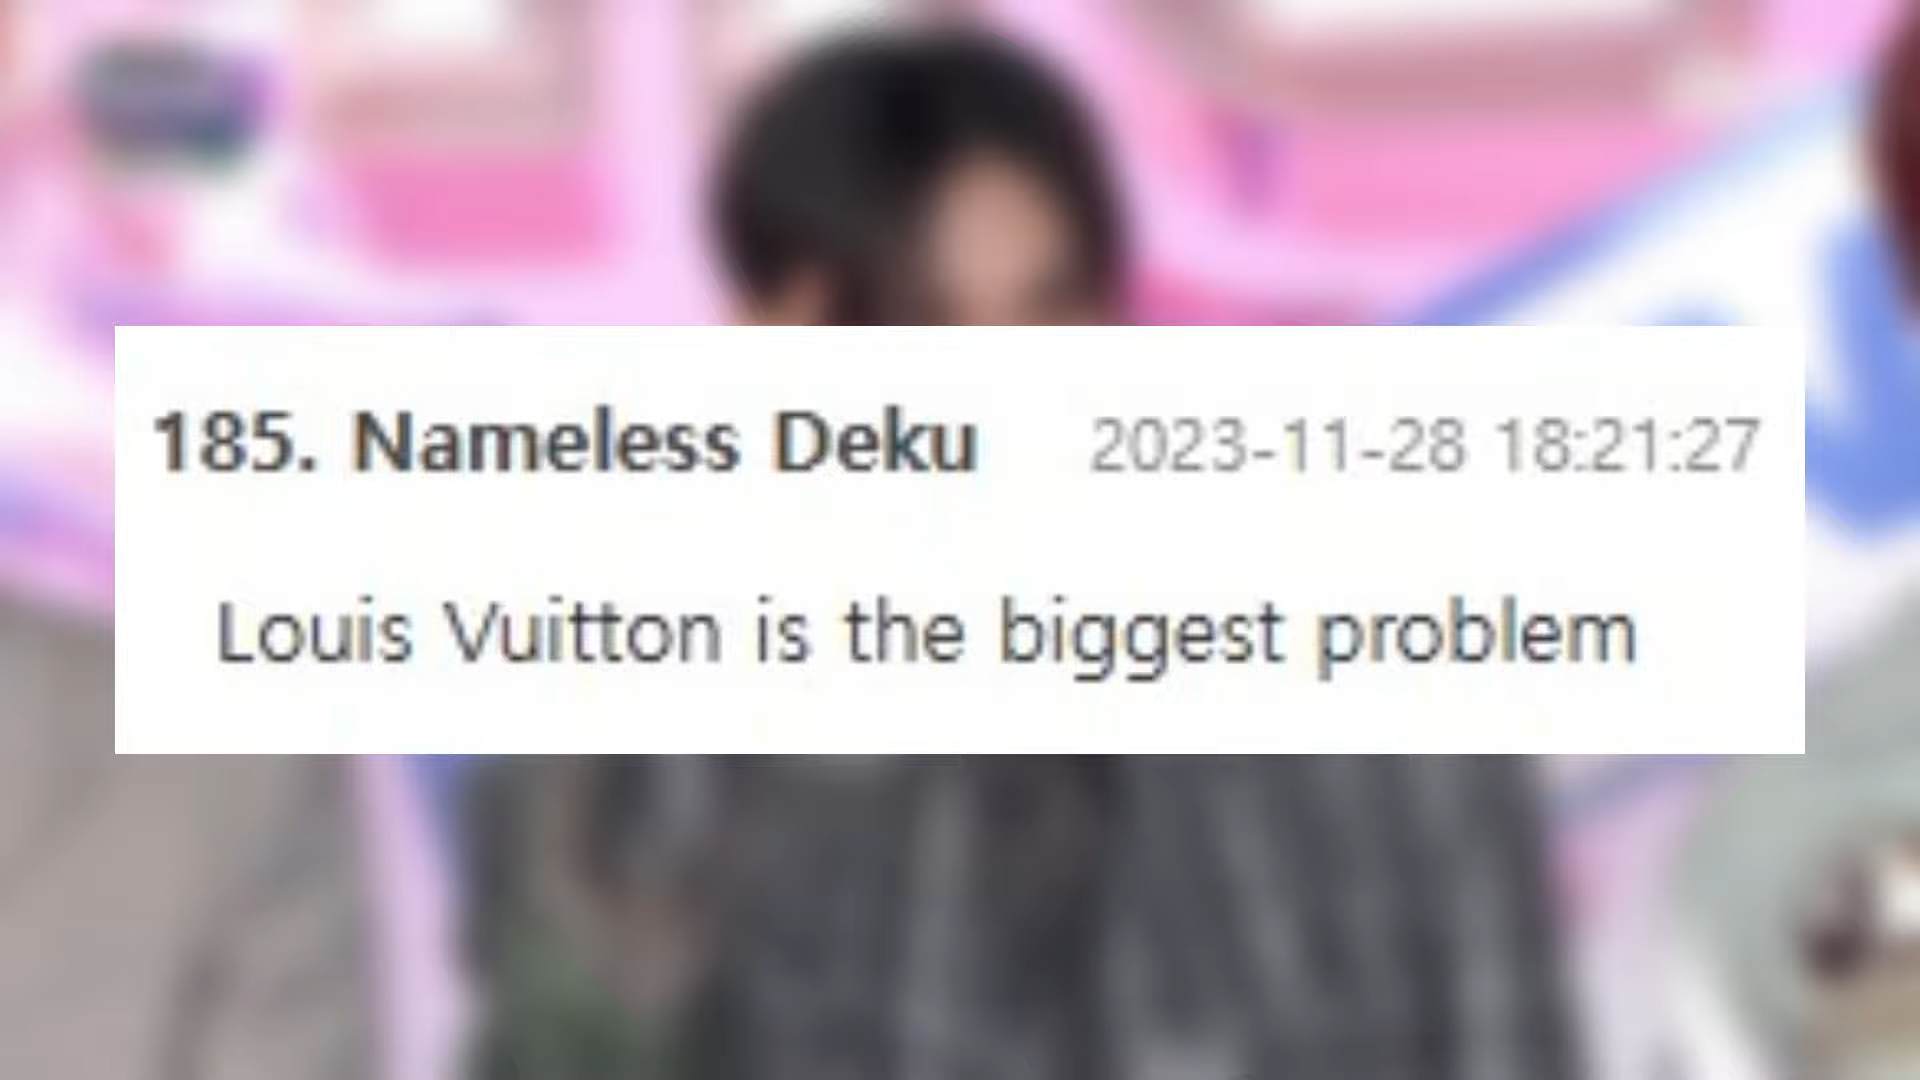 185. Nameless Deku 2023-11-28 18:21:27
Louis Vuitton is the biggest problem